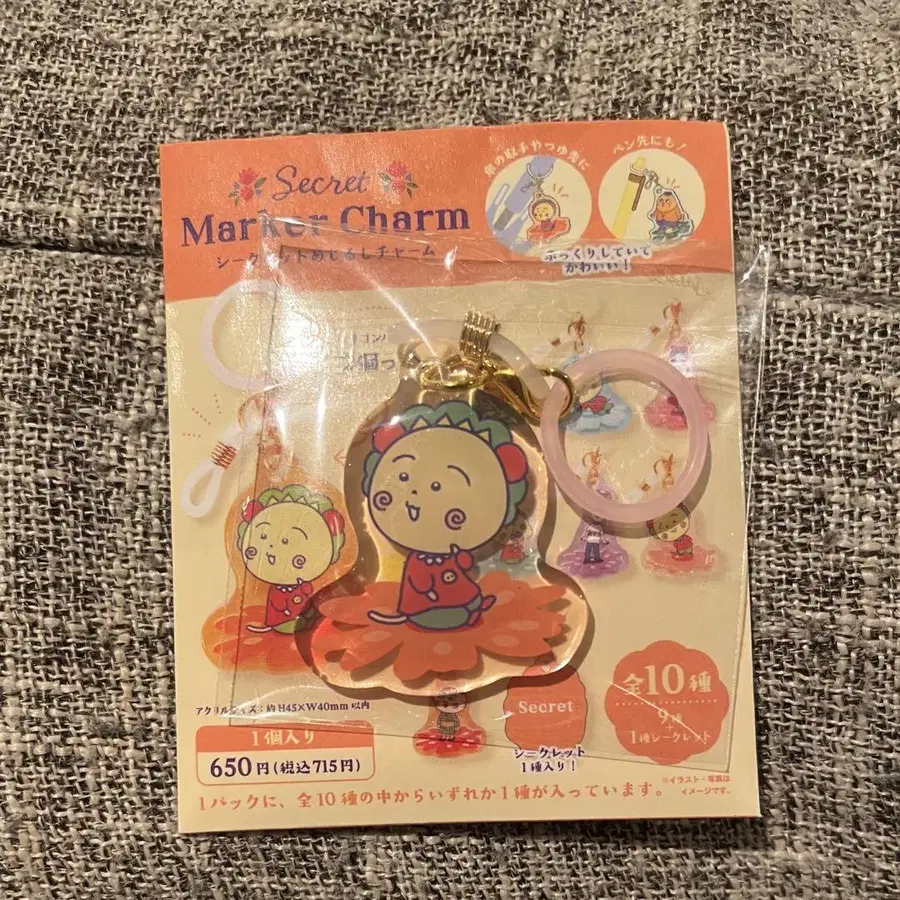 Secret
Marker Charm
シークレットめじるしチャーム
傘の取手やつゆ先に
ペン先にも！
ぷっくりしていて
かわいい！
アクリルサイズ：約H45×W40mm以内
1個入り
650円(税込715円)
Secret
シークレット
1種入り！
全10種
9種
+
1種シークレット
※イラスト・写真は
イメージです。
1パックに、全10種の中からいずれか1種が入っています。